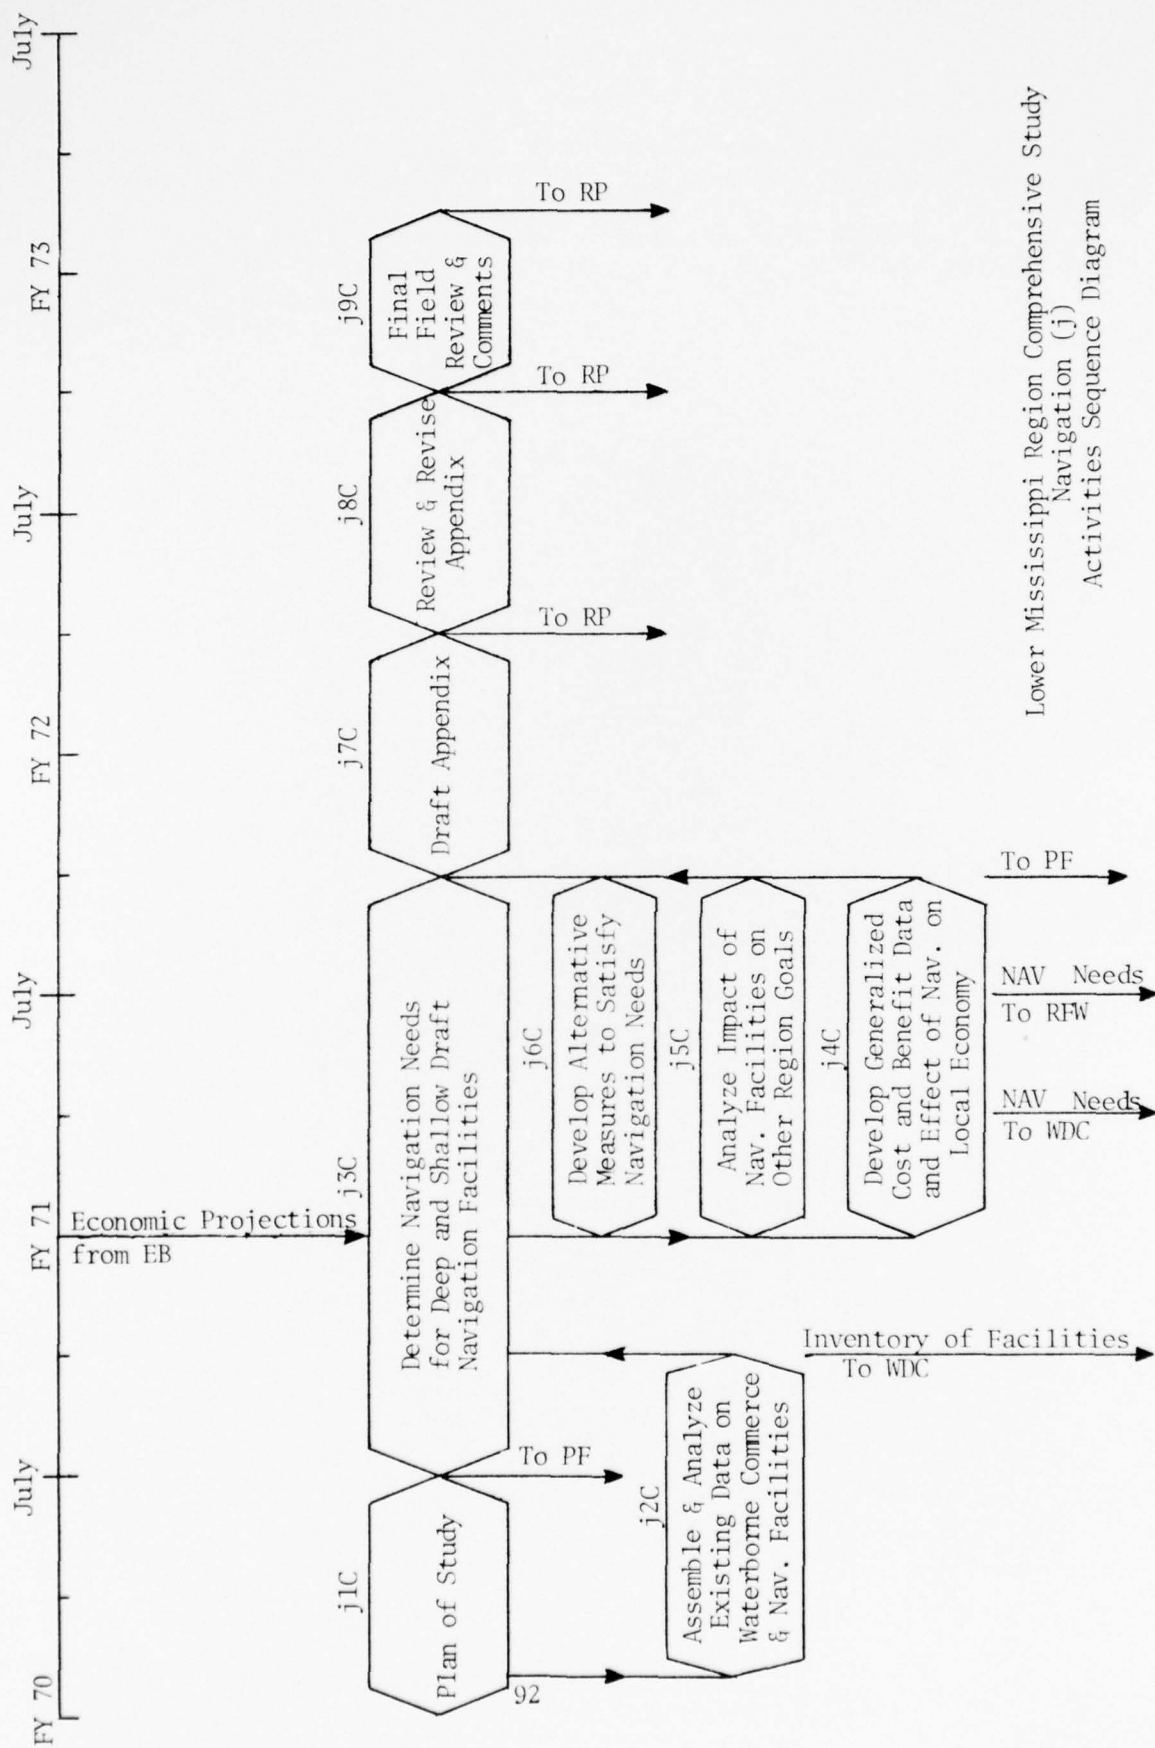 FY 70
July
FY 71
July
FY 72
July
FY 73
July
Economic Projections
from EB
j1C
Plan of Study
92
To PF
j3C
Determine Navigation Needs
for Deep and Shallow Draft
Navigation Facilities
j7C
Draft Appendix
To RP
j8C
Review & Revise
Appendix
To RP
j9C
Final
Field
Review &
Comments
To RP
j2C
Assemble & Analyze
Existing Data on
Waterborne Commerce
& Nav. Facilities
Inventory of Facilities
To WDC
j6C
Develop Alternative
Measures to Satisfy
Navigation Needs
j5C
Analyze Impact of
Nav. Facilities on
Other Region Goals
j4C
Develop Generalized
Cost and Benefit Data
and Effect of Nav. on
Local Economy
NAV Needs
To WDC
NAV Needs
To RFW
To PF
Lower Mississippi Region Comprehensive Study
Navigation (j)
Activities Sequence Diagram